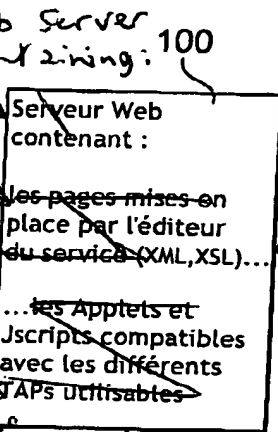 Server
100
Serveur Web
contenant :
les pages mises en
place par l'éditeur
du service (XML,XSL)...
...les Applets et
Jscripts compatibles
avec les différents
TAPs utilisables